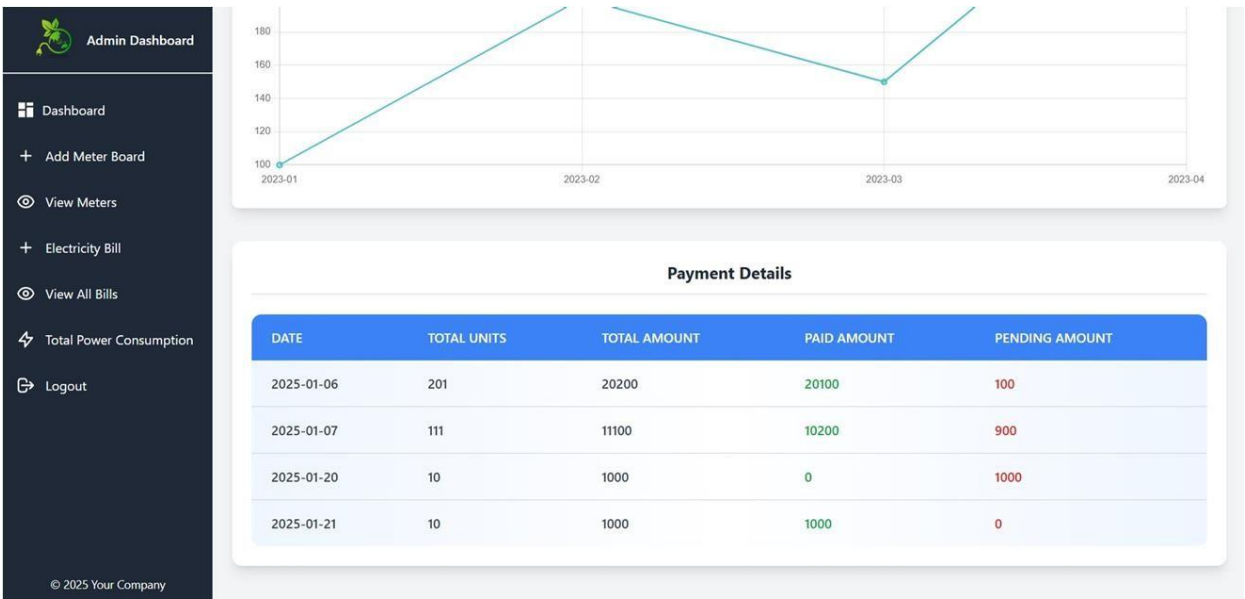 Admin Dashboard
Dashboard
+ Add Meter Board
View Meters
+ Electricity Bill
View All Bills
Total Power Consumption
Logout
© 2025 Your Company
180
160
140
120
100
2023-01 2023-02 2023-03 2023-04
Payment Details
DATE TOTAL UNITS TOTAL AMOUNT PAID AMOUNT PENDING AMOUNT
2025-01-06 201 20200 20100 100
2025-01-07 111 11100 10200 900
2025-01-20 10 1000 0 1000
2025-01-21 10 1000 1000 0